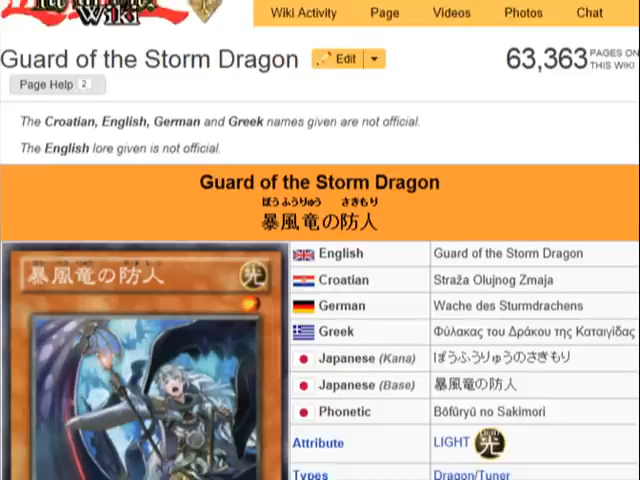 Wiki
Wiki Activity Page Videos Photos Chat
Guard of the Storm Dragon Edit 63,363 PAGES ON THIS WIKI
Page Help 2
The Croatian, English, German and Greek names given are not official.
The English lore given is not official.
Guard of the Storm Dragon
ぼうふうりゅう さきもり
暴風竜の防人
暴風竜の防人 光
English Guard of the Storm Dragon
Croatian Straža Olujnog Zmaja
German Wache des Sturmdrachens
Greek Φύλακας του Δράκου της Καταιγίδας
Japanese (Kana) ぼうふうりゅうのさきもり
Japanese (Base) 暴風竜の防人
Phonetic Bōfūryū no Sakimori
Attribute LIGHT LIGHT 光
Types Dragon/Tuner